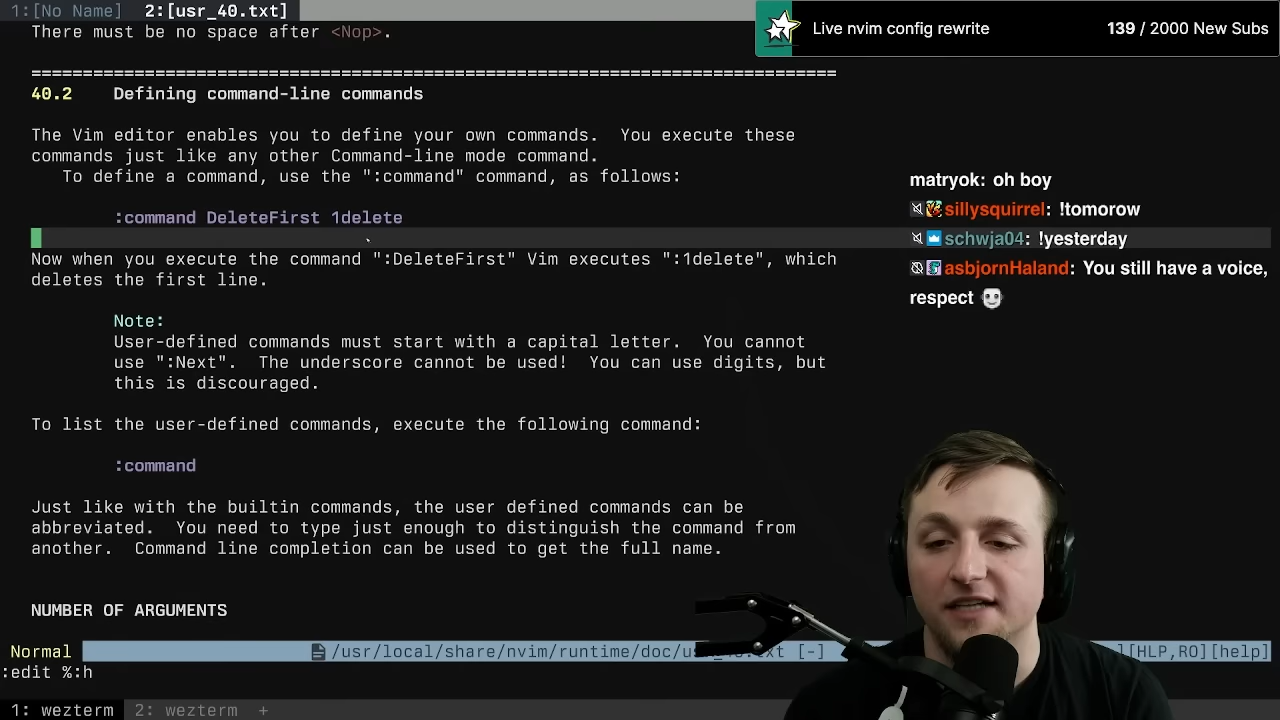 1:[No Name]  2:[usr_40.txt]
Live nvim config rewrite  139 / 2000 New Subs
There must be no space after <Nop>.
==============================================================================
40.2    Defining command-line commands
The Vim editor enables you to define your own commands.  You execute these
commands just like any other Command-line mode command.
   To define a command, use the ":command" command, as follows:
        :command DeleteFirst 1delete
Now when you execute the command ":DeleteFirst" Vim executes ":1delete", which
deletes the first line.
        Note:
        User-defined commands must start with a capital letter.  You cannot
        use ":Next".  The underscore cannot be used!  You can use digits, but
        this is discouraged.
To list the user-defined commands, execute the following command:
        :command
Just like with the builtin commands, the user defined commands can be
abbreviated.  You need to type just enough to distinguish the command from
another.  Command line completion can be used to get the full name.
NUMBER OF ARGUMENTS
matryok: oh boy
sillysquirrel: !tomorow
schwja04: !yesterday
asbjornHaland: You still have a voice,
respect
Normal  /usr/local/share/nvim/runtime/doc/  [-]  [HLP,RO][help]
:edit %:h
1: wezterm  2: wezterm  +